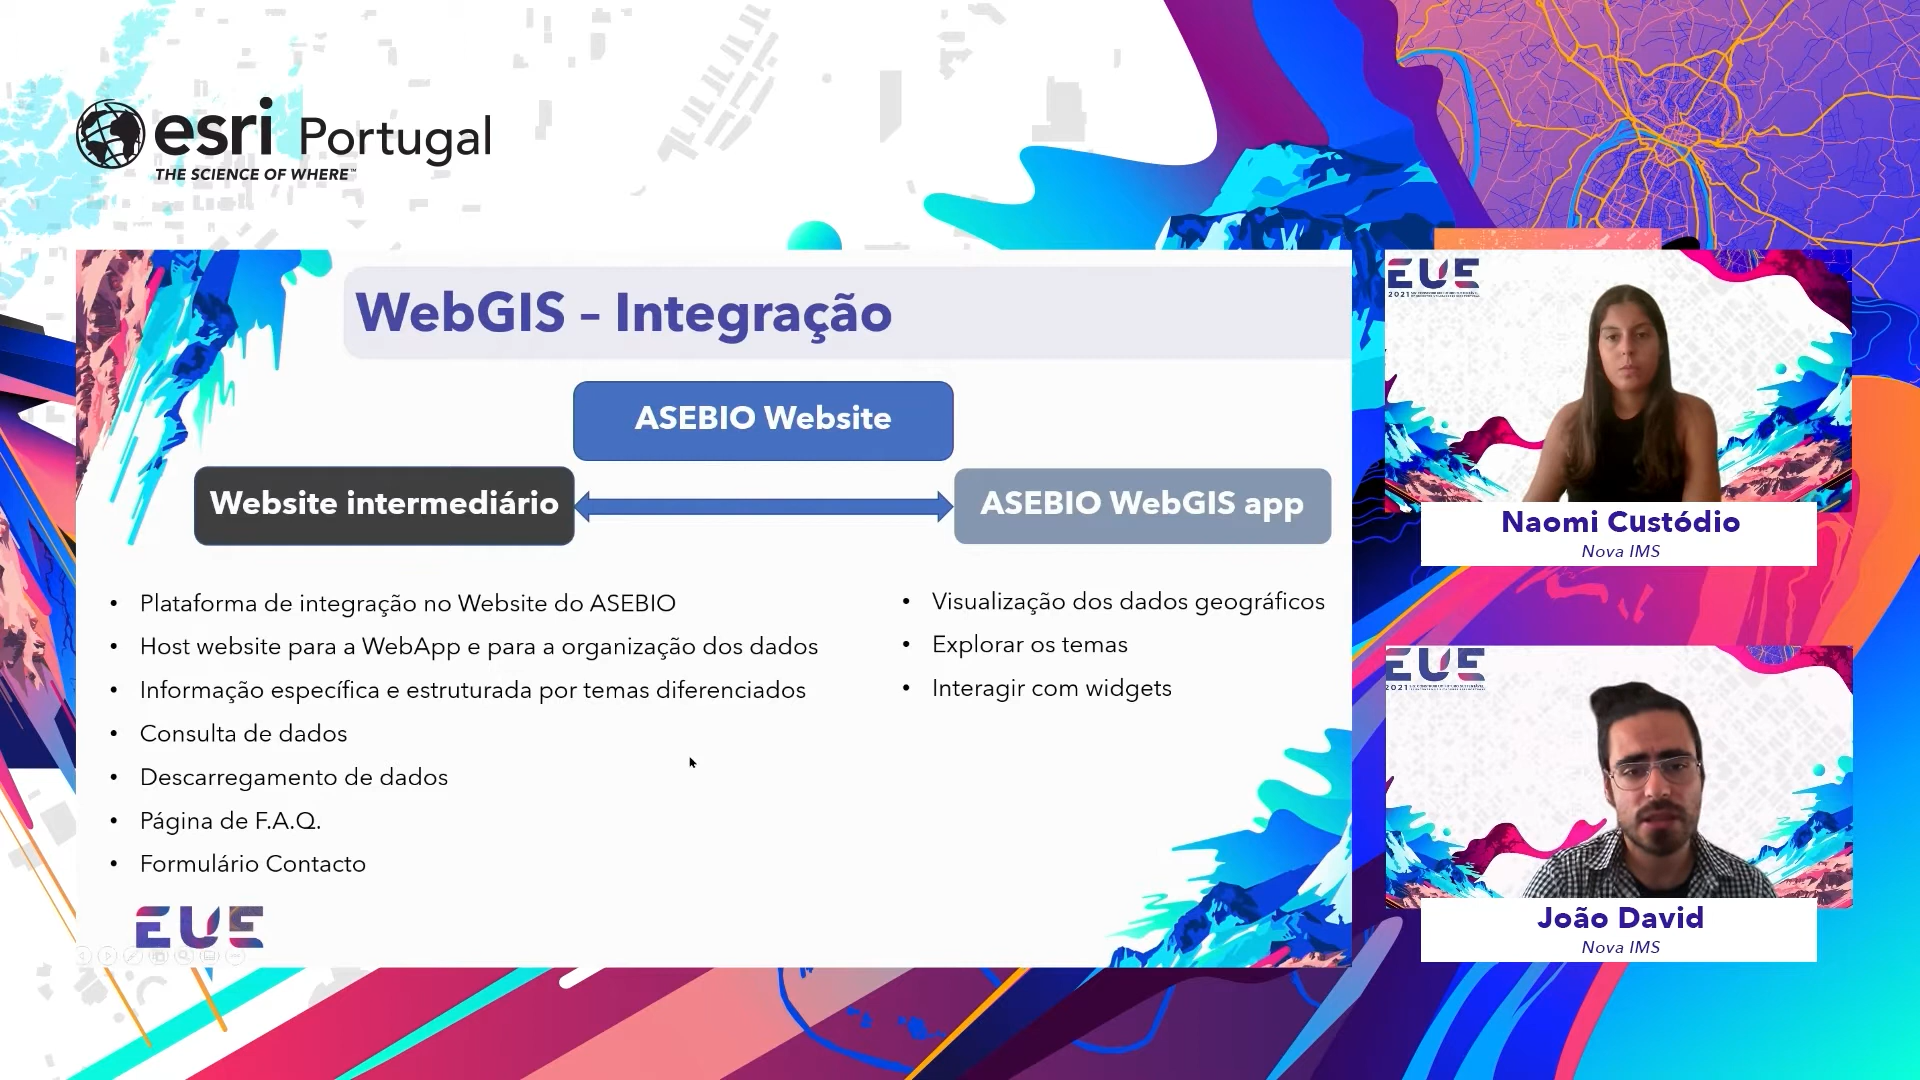 esri Portugal
THE SCIENCE OF WHERE™
WebGIS – Integração
ASEBIO Website
Website intermediário
ASEBIO WebGIS app
• Plataforma de integração no Website do ASEBIO
• Host website para a WebApp e para a organização dos dados
• Informação específica e estruturada por temas diferenciados
• Consulta de dados
• Descarregamento de dados
• Página de F.A.Q.
• Formulário Contacto
• Visualização dos dados geográficos
• Explorar os temas
• Interagir com widgets
EUE
EUE
2021
Naomi Custódio
Nova IMS
EUE
2021
João David
Nova IMS